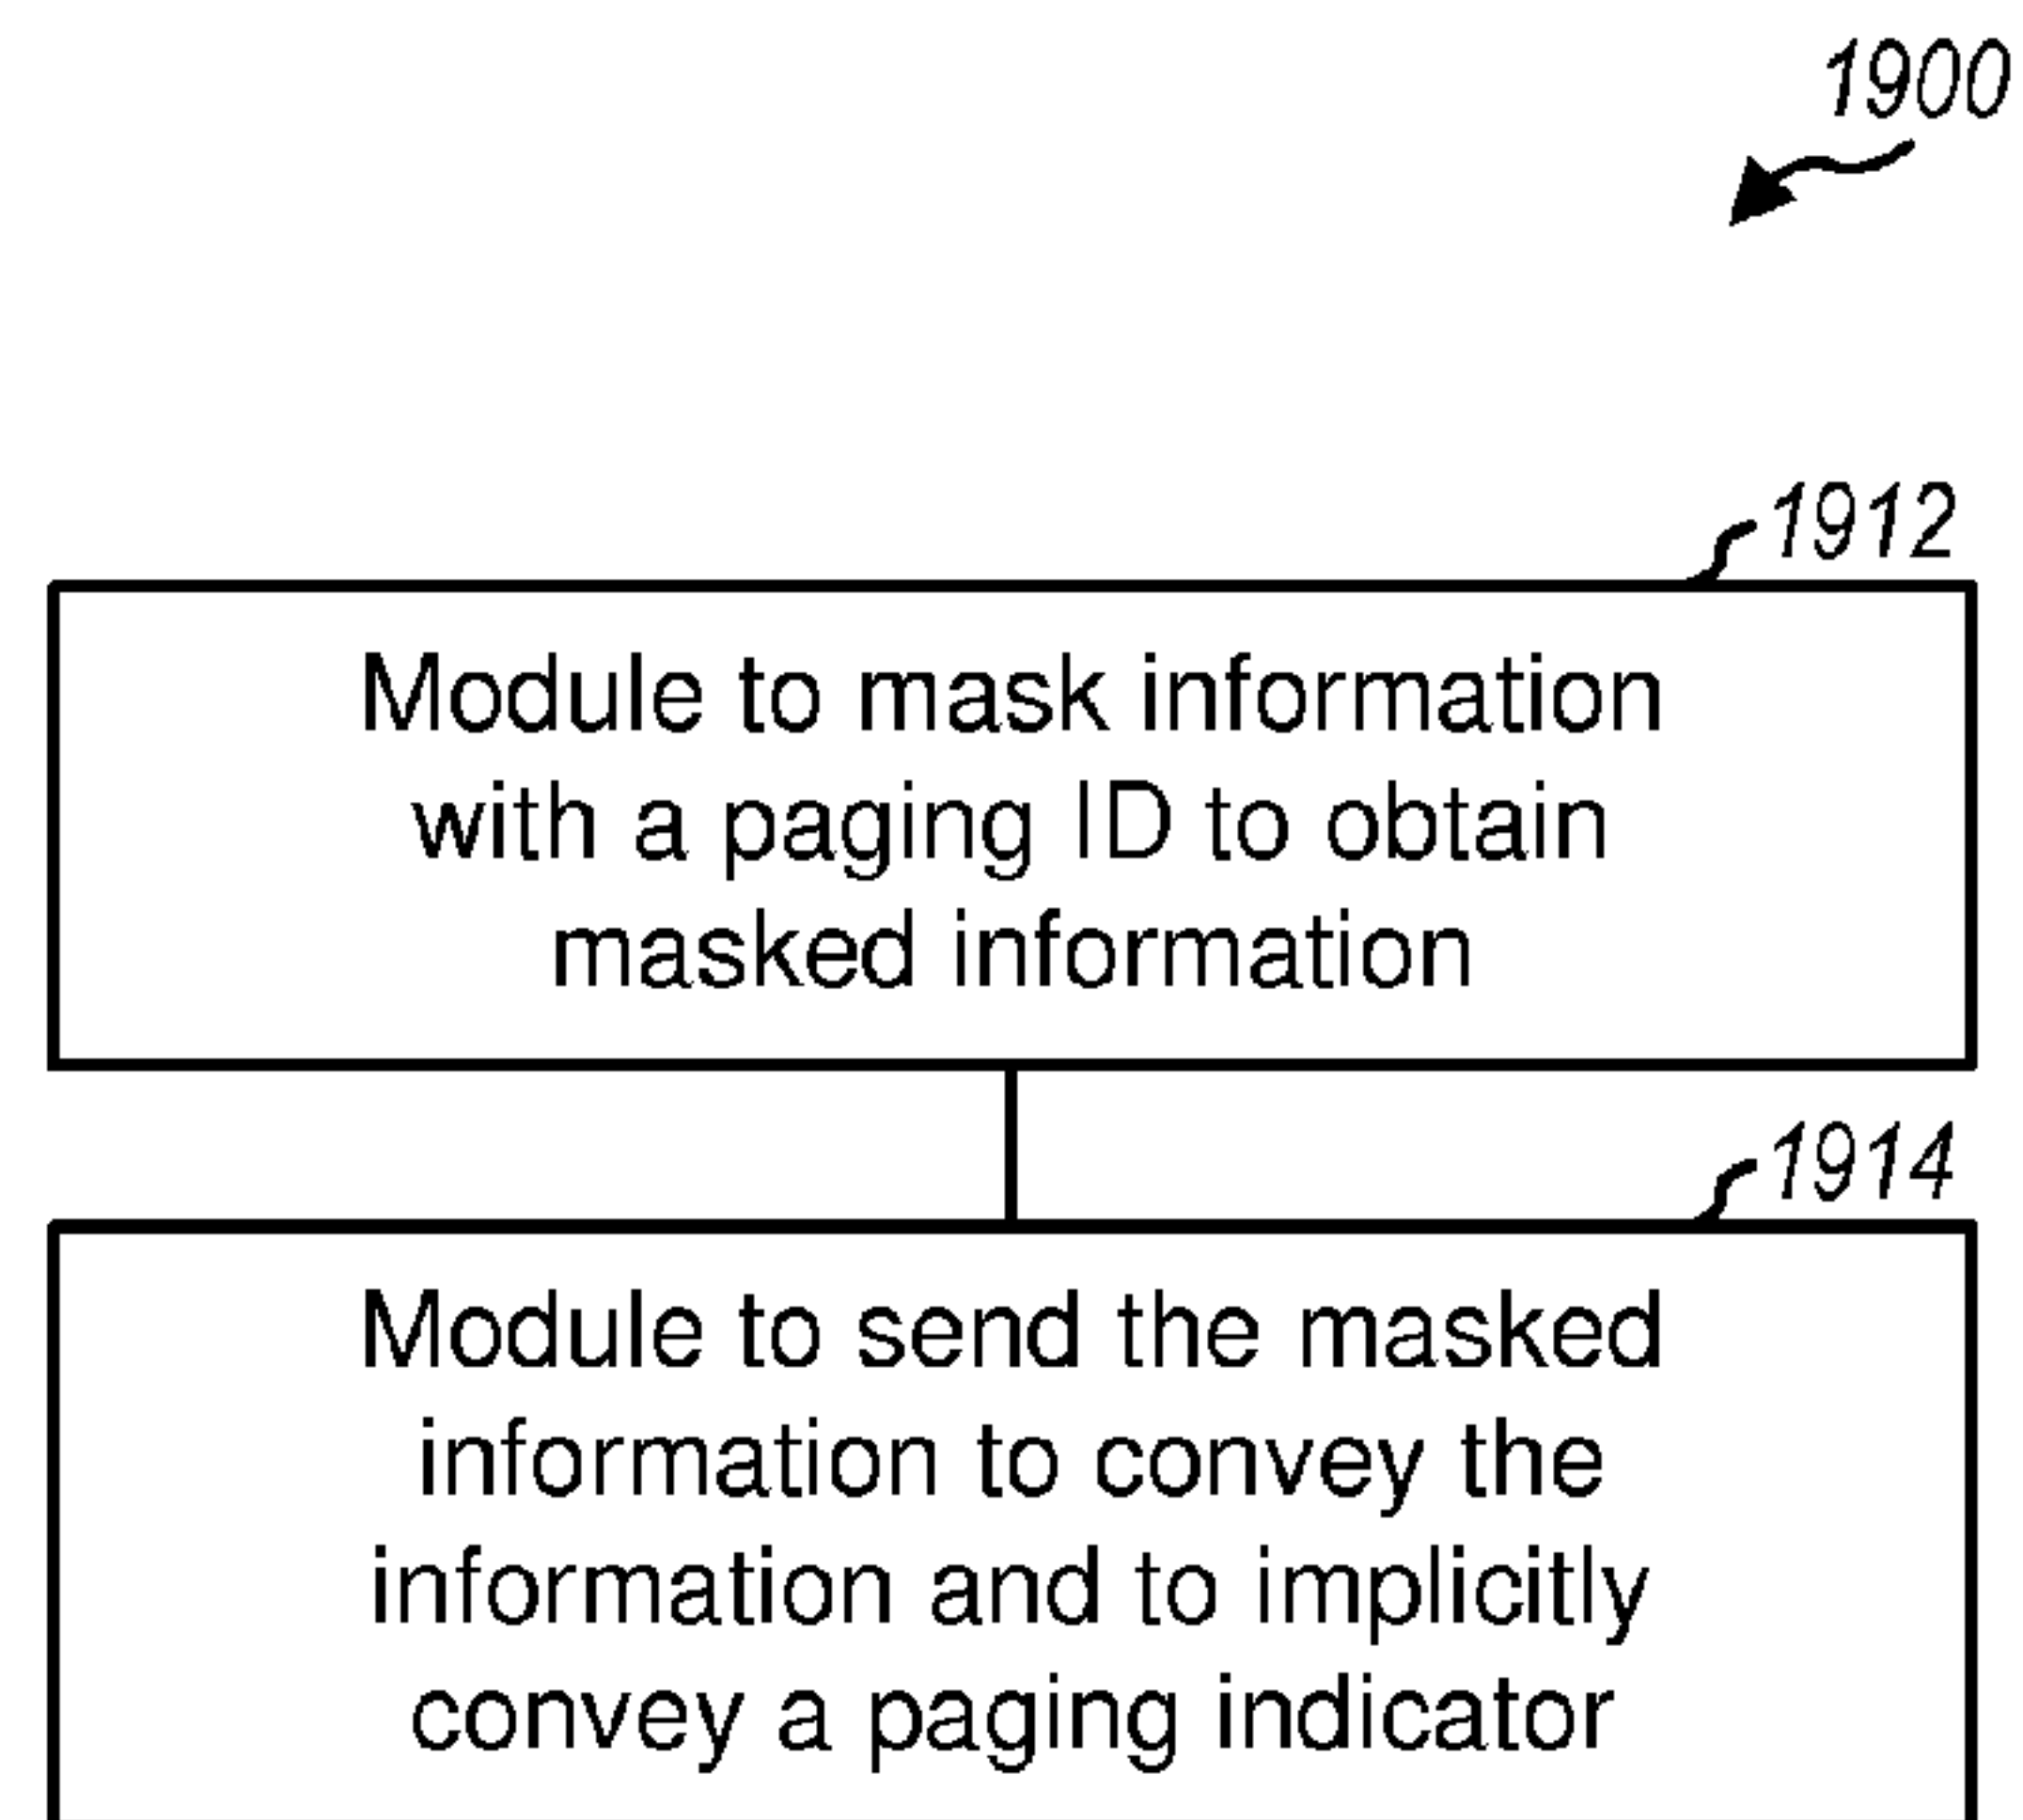 1900
1912
Module to mask information
with a paging ID to obtain
masked information
1914
Module to send the masked
information to convey the
information and to implicitly
convey a paging indicator